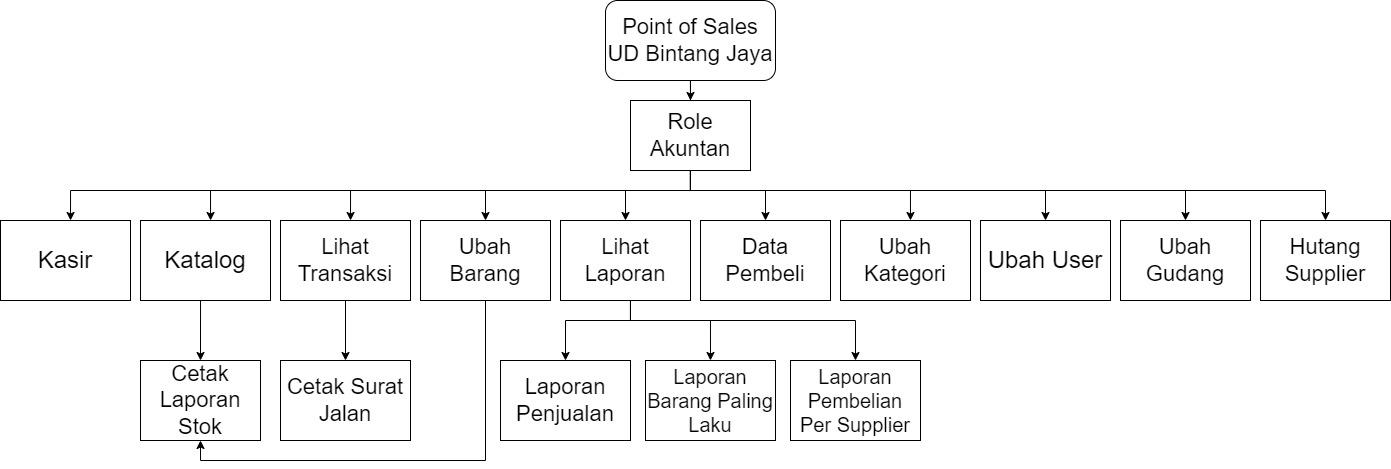 Point of Sales
UD Bintang Jaya
Role
Akuntan
Kasir
Katalog
Lihat
Transaksi
Ubah
Barang
Lihat
Laporan
Data
Pembeli
Ubah
Kategori
Ubah User
Ubah
Gudang
Hutang
Supplier
Cetak
Laporan
Stok
Cetak Surat
Jalan
Laporan
Penjualan
Laporan
Barang Paling
Laku
Laporan
Pembelian
Per Supplier